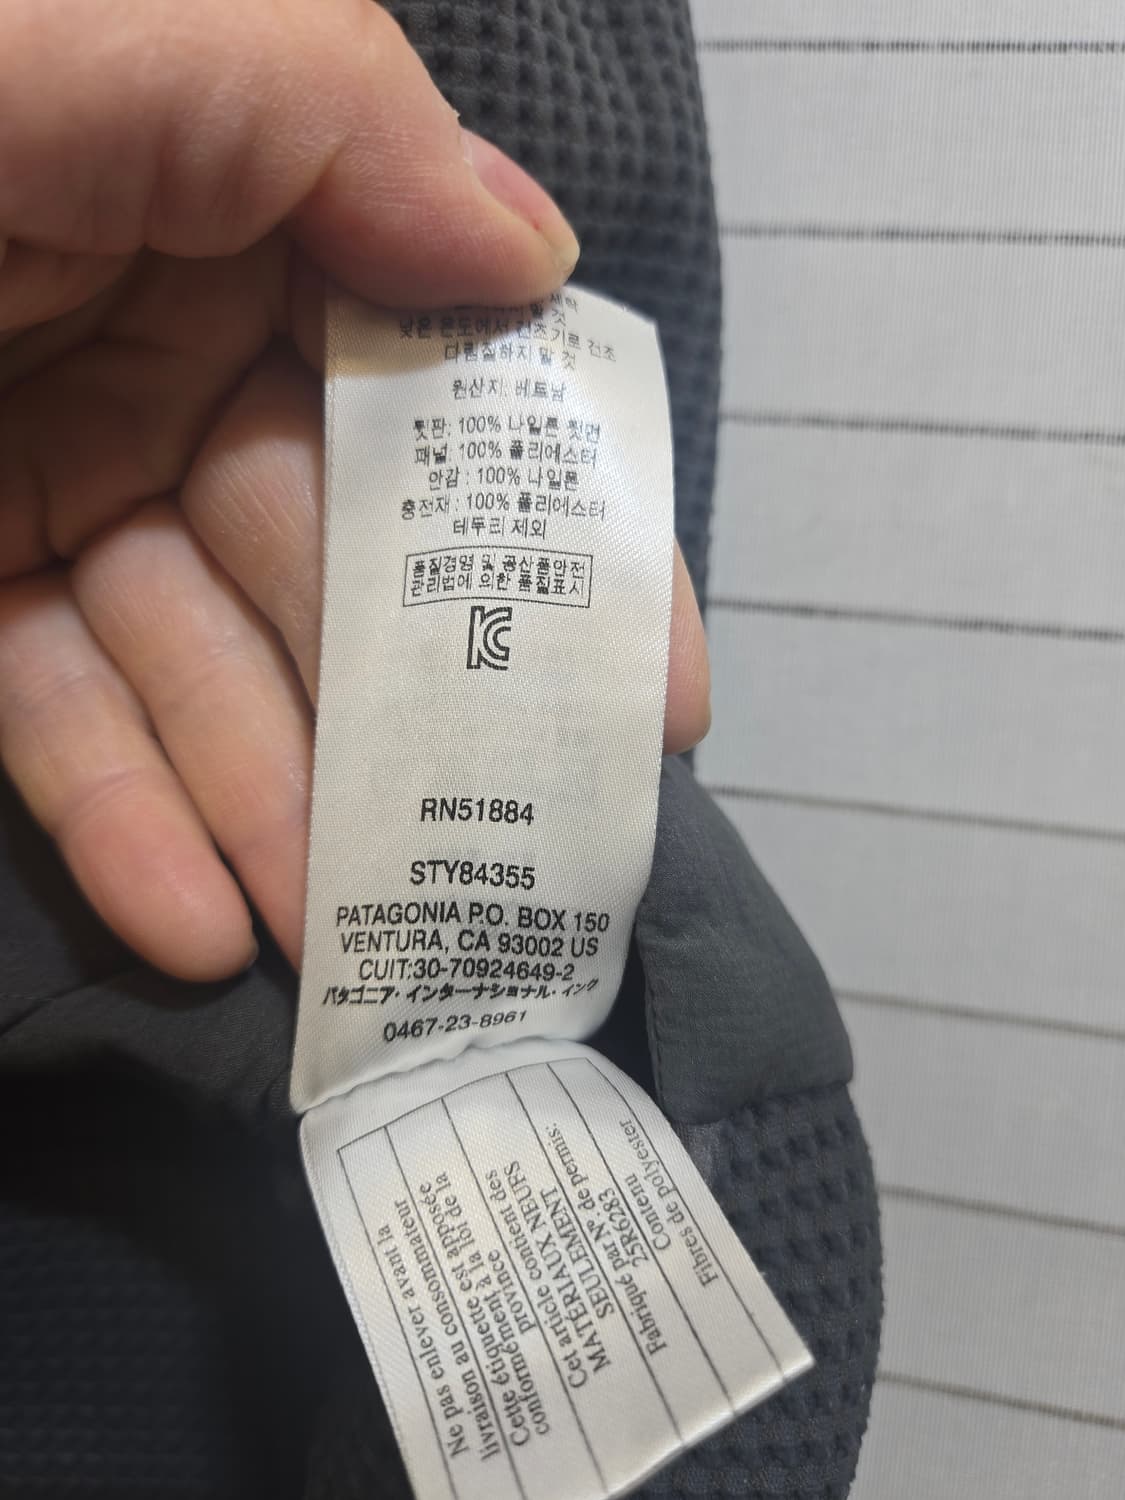 낮은 온도에서 건조기로 건조
다림질하지 말 것
원산지: 베트남
겉판: 100% 나일론 헛면
패널: 100% 폴리에스터
안감 : 100% 나일론
충전재 : 100% 폴리에스터
테두리 제외
품질경영 및 공산품안전
관리법에 의한 품질표시
KC
RN51884
STY84355
PATAGONIA P.O. BOX 150
VENTURA, CA 93002 US
CUIT:30-70924649-2
パタゴニア・インターナショナル・インク
0467-23-8961
Ne pas enlever avant la
livraison au consommateur
Cette étiquette est apposée
conformément à la loi de la
province
Cet article contient des
MATÉRIAUX NEUFS
SEULEMENT
Fabriqué par Nº. de permis:
25R6283
Contenu
Fibres de polyester